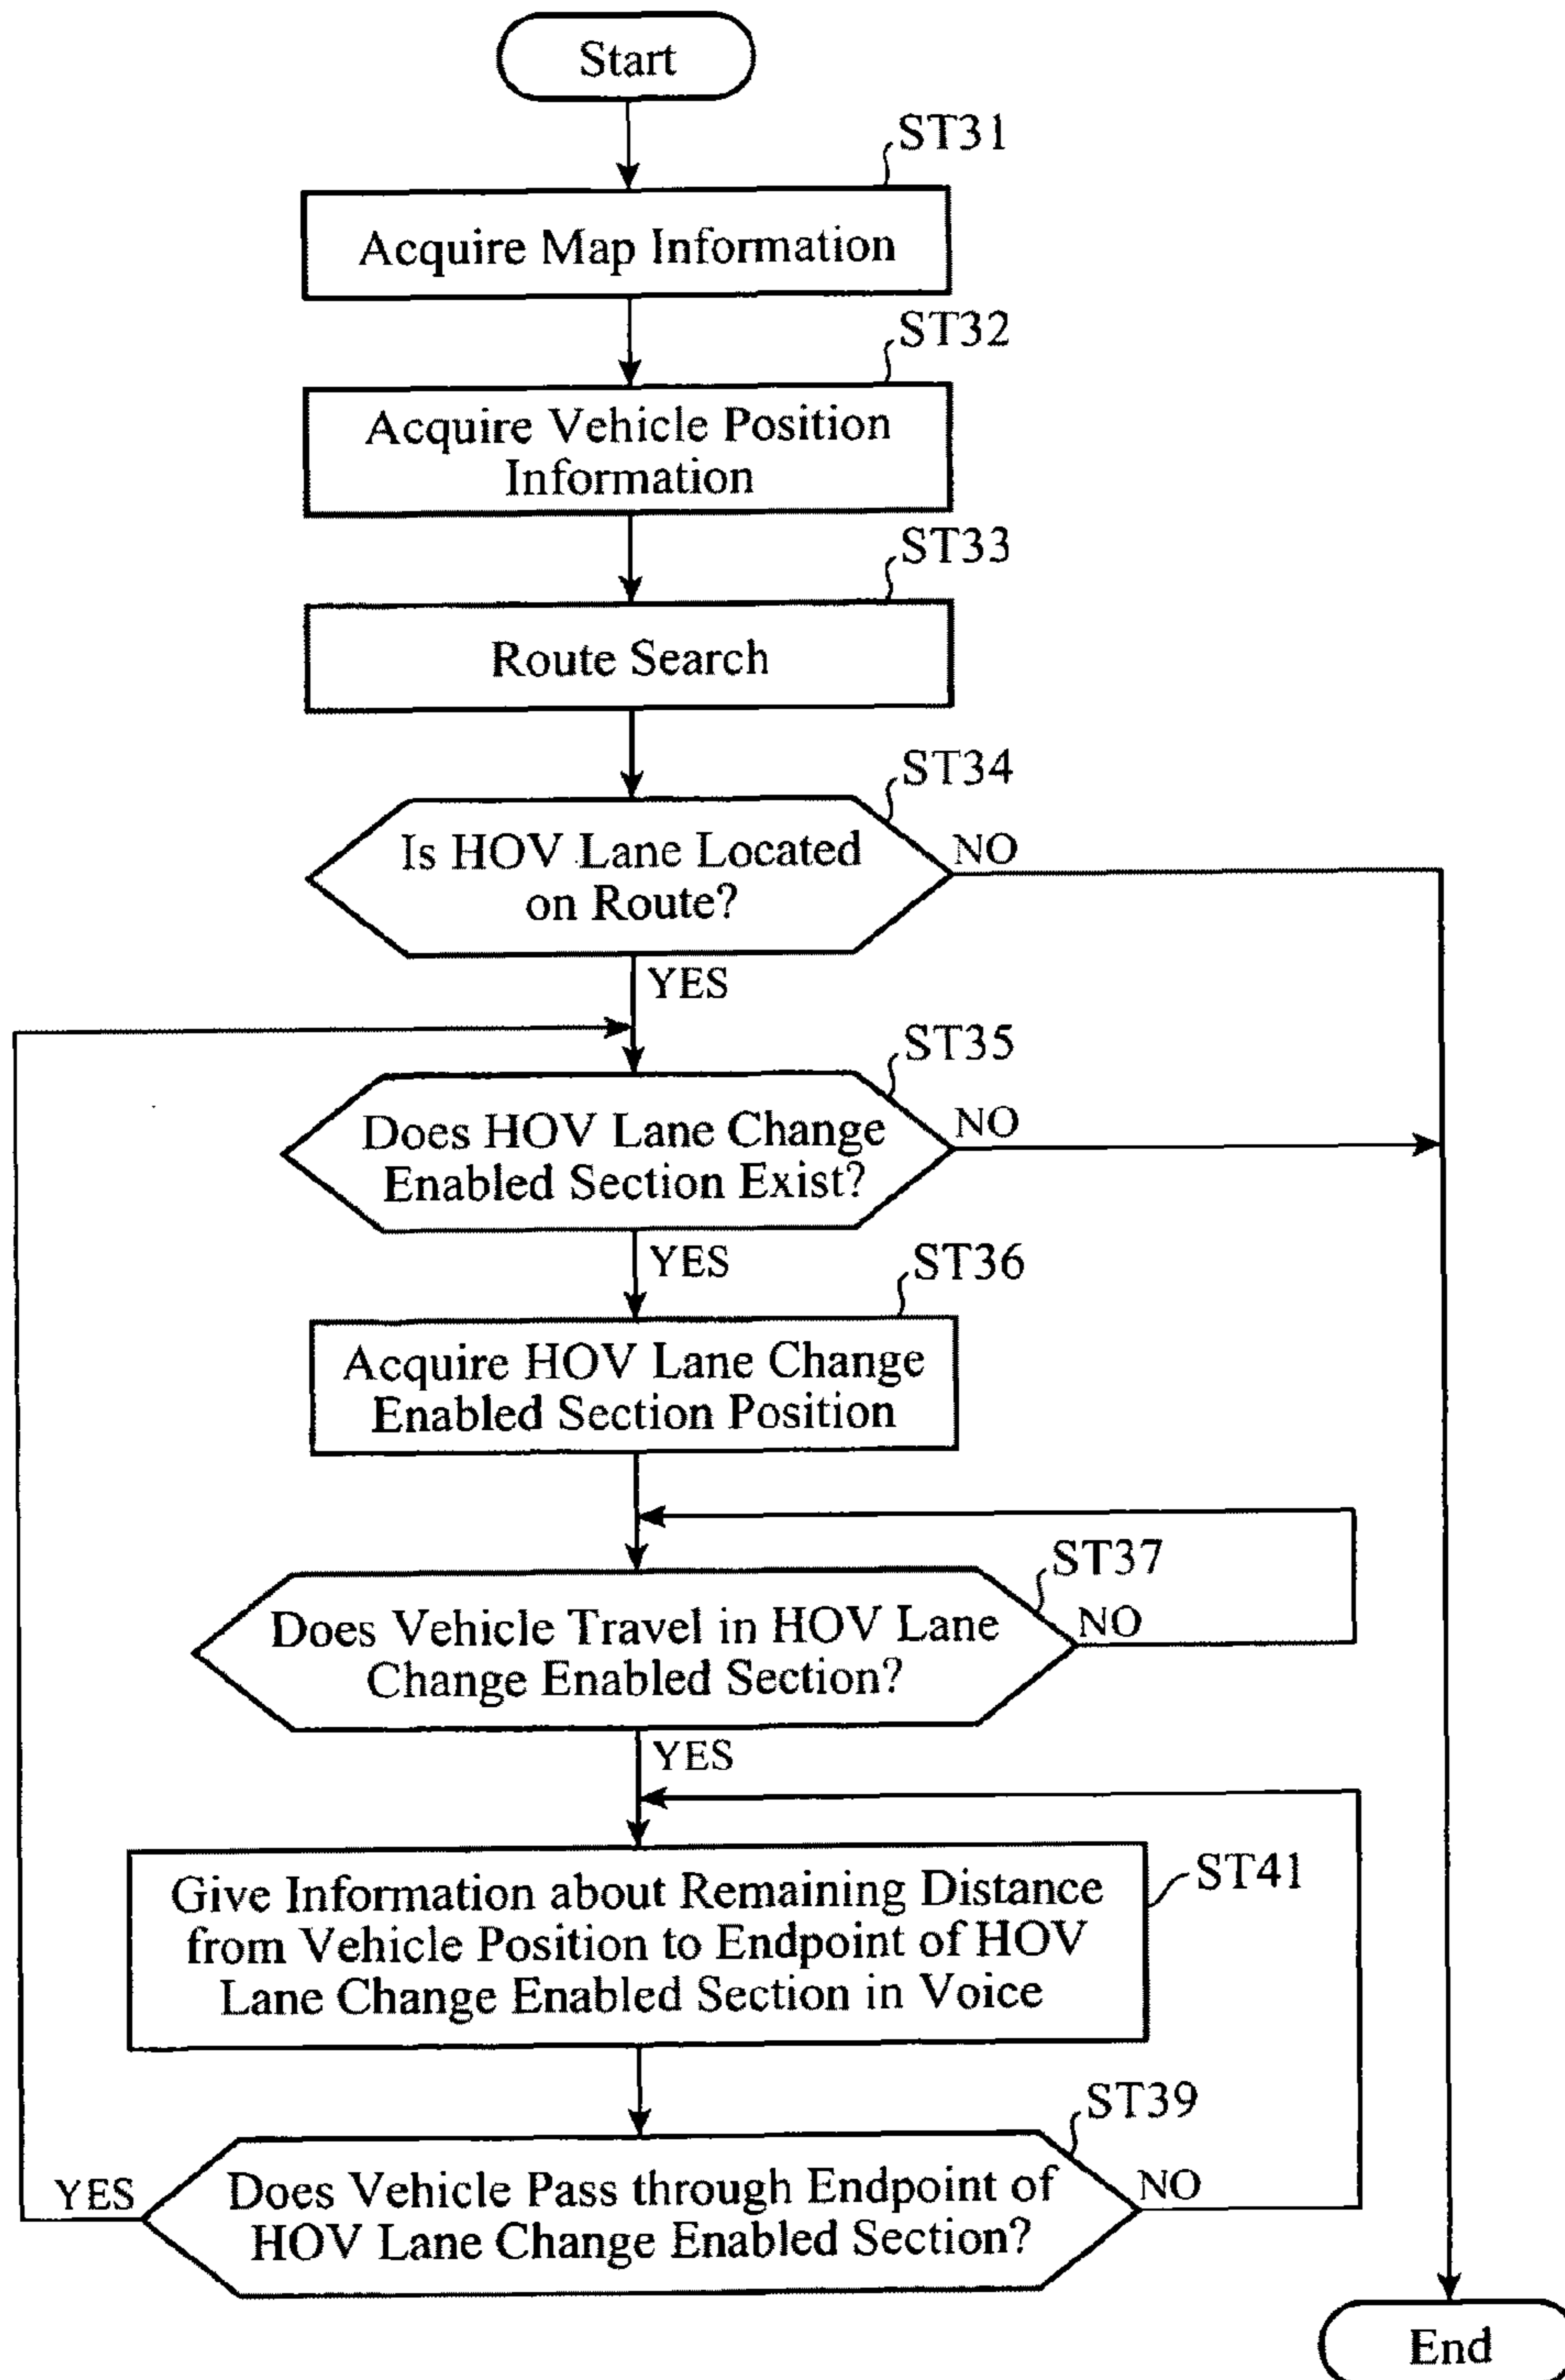 Start
ST31
Acquire Map Information
ST32
Acquire Vehicle Position
Information
ST33
Route Search
ST34
Is HOV Lane Located
on Route?
NO
YES
ST35
Does HOV Lane Change
Enabled Section Exist?
NO
YES
ST36
Acquire HOV Lane Change
Enabled Section Position
ST37
Does Vehicle Travel in HOV Lane
Change Enabled Section?
NO
YES
ST41
Give Information about Remaining Distance
from Vehicle Position to Endpoint of HOV
Lane Change Enabled Section in Voice
ST39
YES
Does Vehicle Pass through Endpoint of
HOV Lane Change Enabled Section?
NO
End